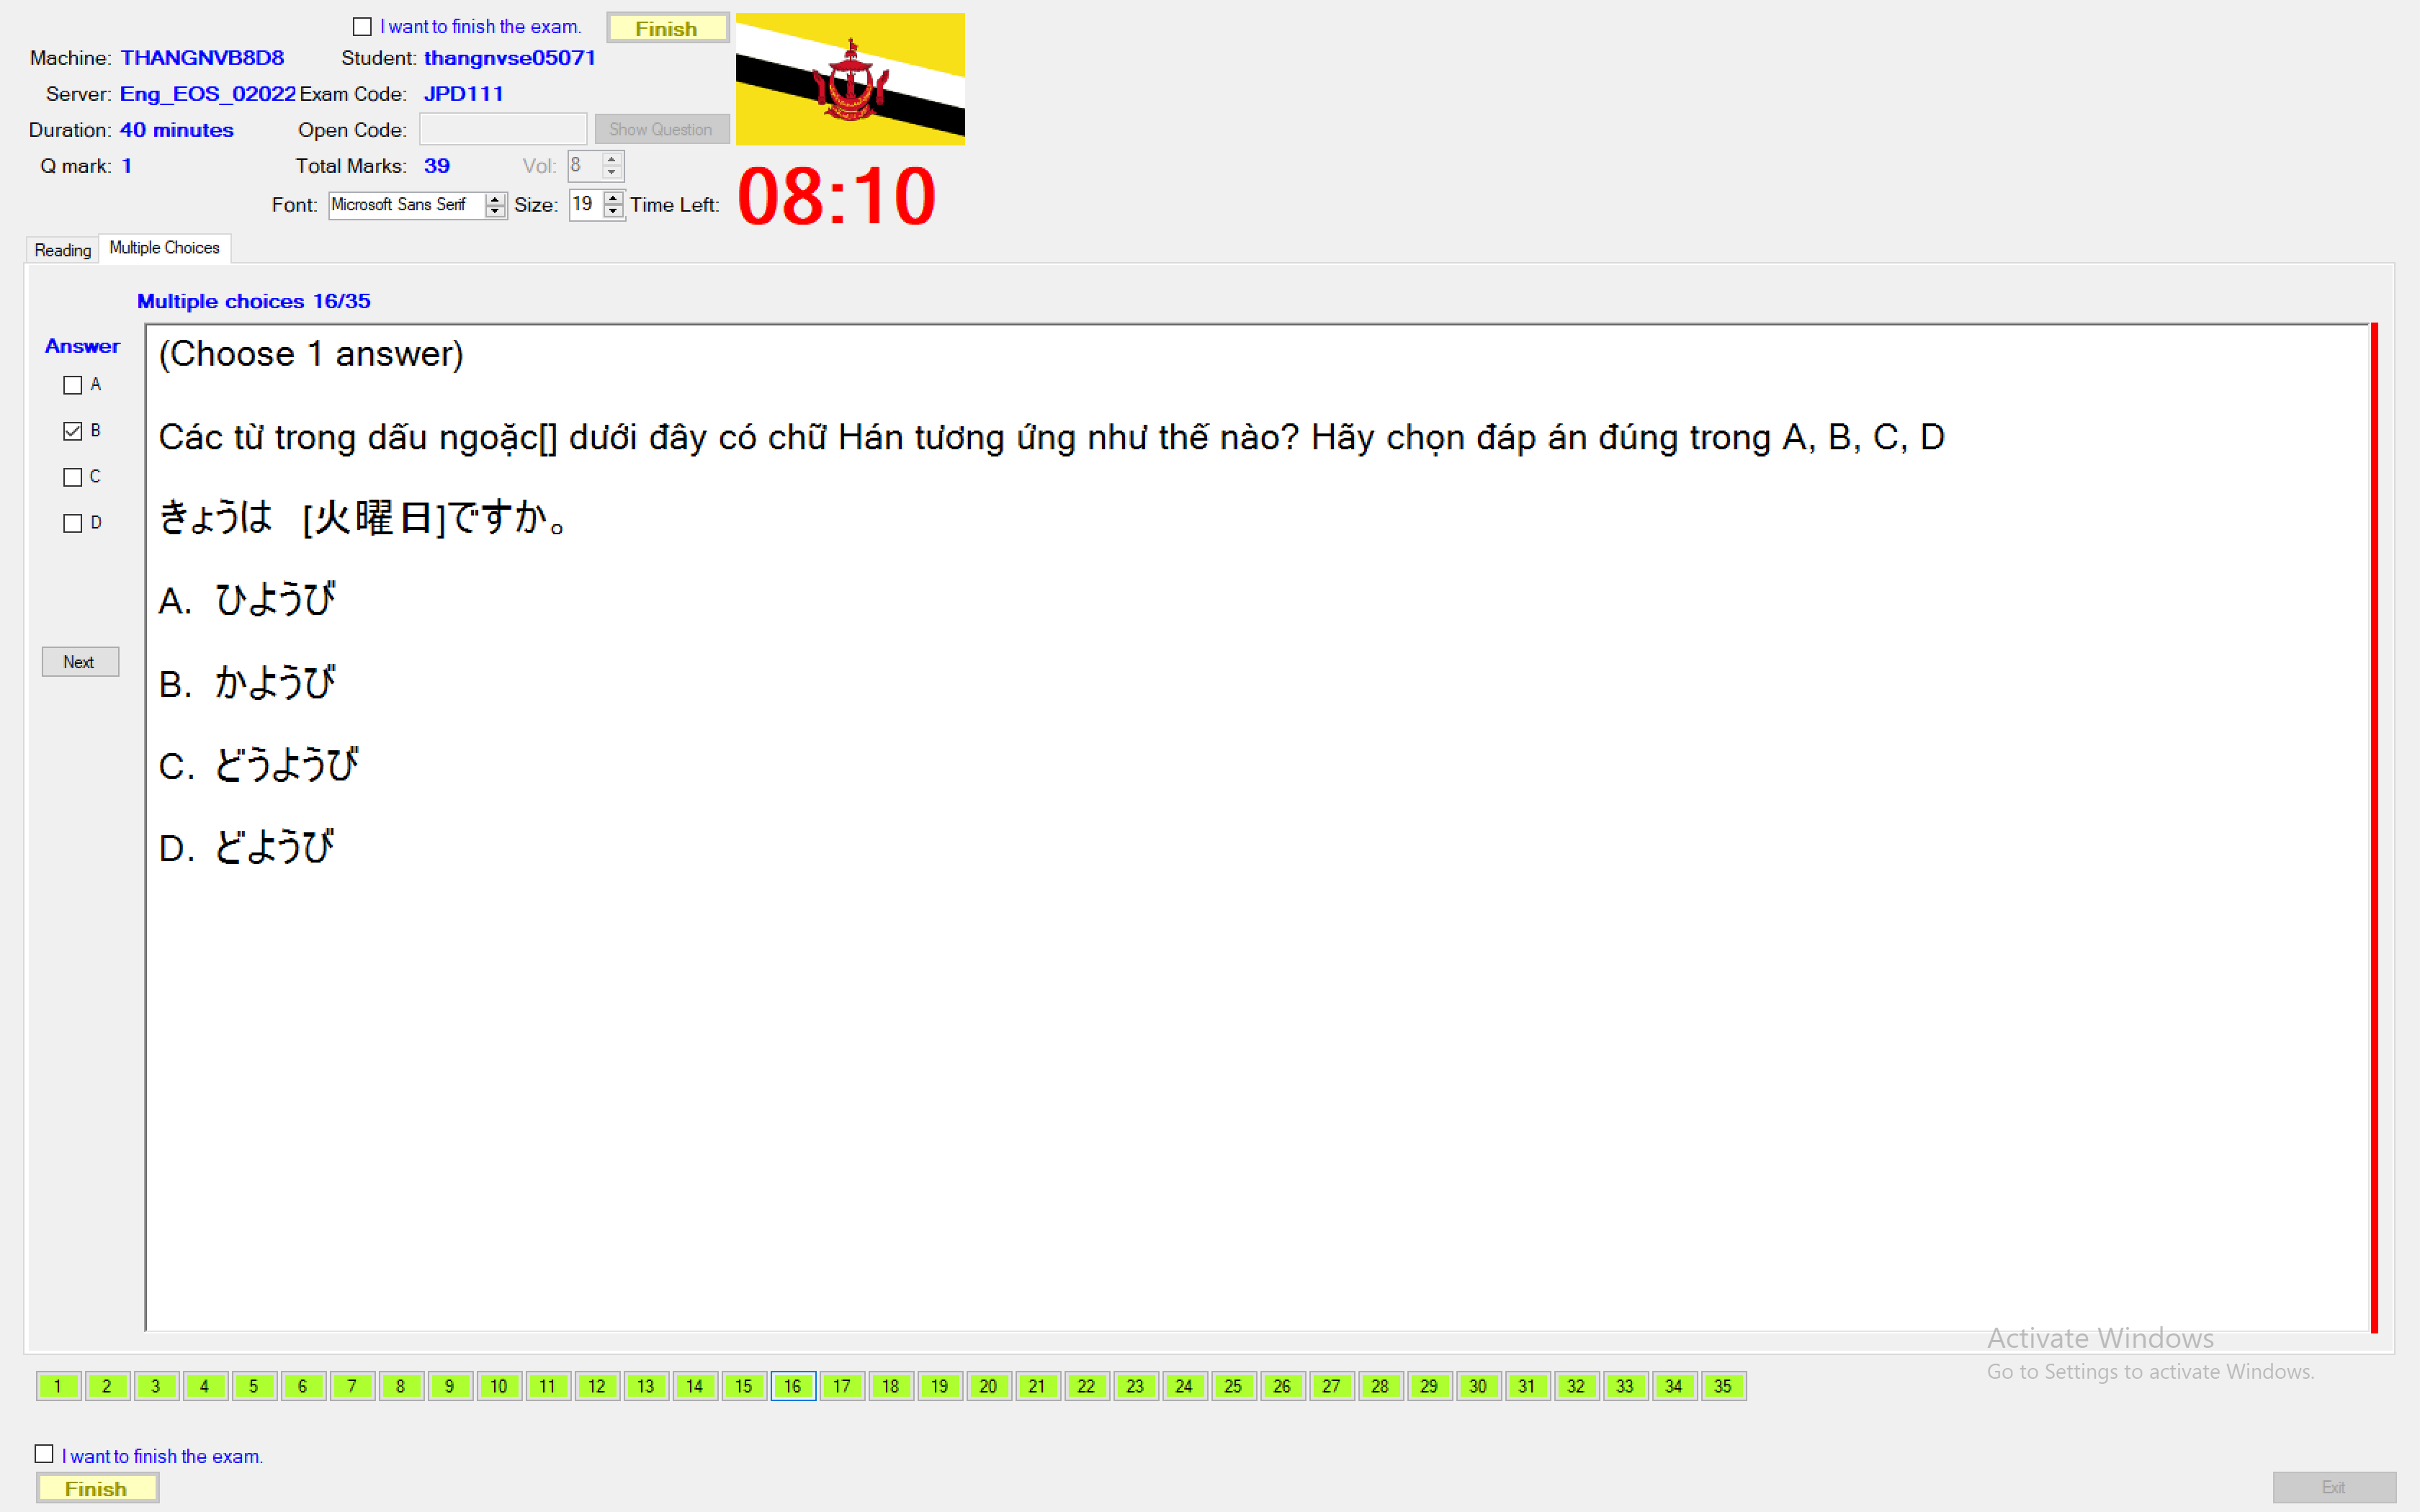 I want to finish the exam. Finish
Machine: THANGNVB8D8 Student: thangnvse05071
Server: Eng_EOS_02022 Exam Code: JPD111
Duration: 40 minutes Open Code: Show Question
Q mark: 1 Total Marks: 39 Vol: 8
Font: Microsoft Sans Serif Size: 19 Time Left: 08:10
Reading Multiple Choices
Multiple choices 16/35
Answer
A
B
C
D
Next
(Choose 1 answer)
Các từ trong dấu ngoặc[] dưới đây có chữ Hán tương ứng như thế nào? Hãy chọn đáp án đúng trong A, B, C, D
きょうは [火曜日]ですか。
A. ひようび
B. かようび
C. どうようび
D. どようび
Activate Windows
Go to Settings to activate Windows.
1 2 3 4 5 6 7 8 9 10 11 12 13 14 15 16 17 18 19 20 21 22 23 24 25 26 27 28 29 30 31 32 33 34 35
I want to finish the exam.
Finish
Exit